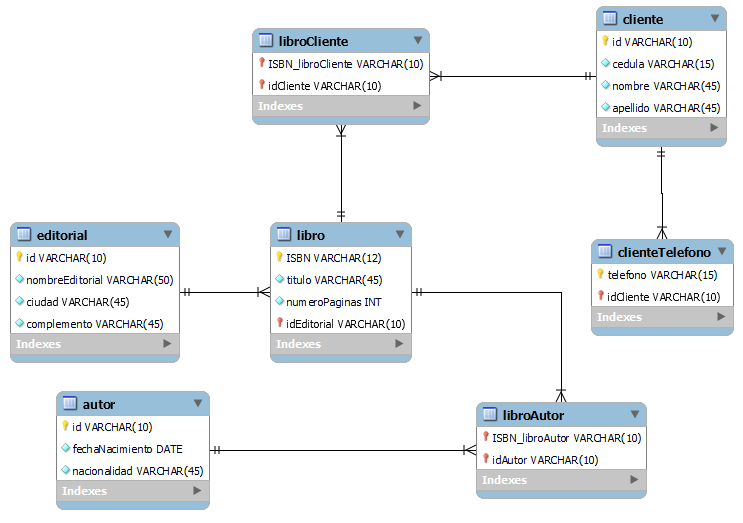 libroCliente
ISBN_libroCliente VARCHAR(10)
idCliente VARCHAR(10)
Indexes
cliente
id VARCHAR(10)
cedula VARCHAR(15)
nombre VARCHAR(45)
apellido VARCHAR(45)
Indexes
editorial
id VARCHAR(10)
nombreEditorial VARCHAR(50)
ciudad VARCHAR(45)
complemento VARCHAR(45)
Indexes
libro
ISBN VARCHAR(12)
titulo VARCHAR(45)
numeroPaginas INT
idEditorial VARCHAR(10)
Indexes
clienteTelefono
telefono VARCHAR(15)
idCliente VARCHAR(10)
Indexes
autor
id VARCHAR(10)
fechaNacimiento DATE
nacionalidad VARCHAR(45)
Indexes
libroAutor
ISBN_libroAutor VARCHAR(10)
idAutor VARCHAR(10)
Indexes